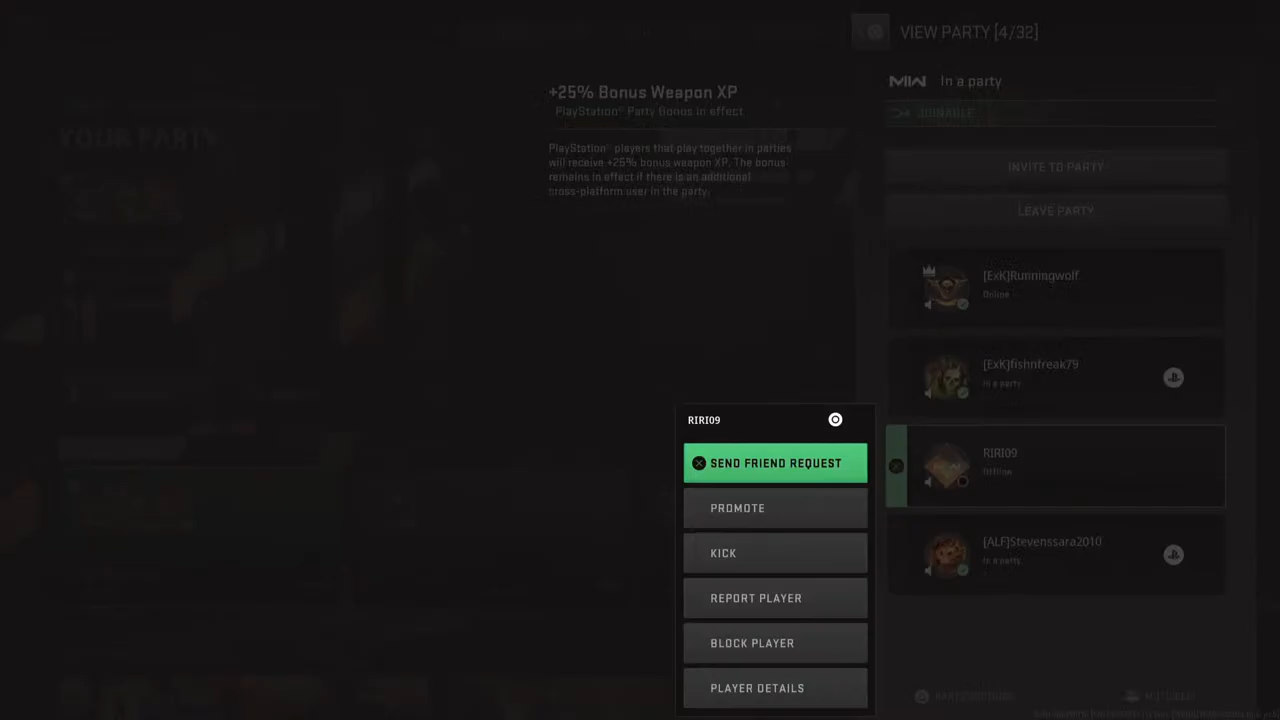 VIEW PARTY [4/32]
MW In a party
JOINABLE
+25% Bonus Weapon XP
PlayStation® Party Bonus in effect
PlayStation® players that play together in parties
will receive +25% bonus weapon XP. The bonus
remains in effect if there is an additional
cross-platform user in the party.
YOUR PARTY
INVITE TO PARTY
LEAVE PARTY
[ExK]Runningwolf
Online
[ExK]fishnfreak79
In a party
RIRI09
Offline
[ALF]Stevenssara2010
In a party
RIRI09
SEND FRIEND REQUEST
PROMOTE
KICK
REPORT PLAYER
BLOCK PLAYER
PLAYER DETAILS